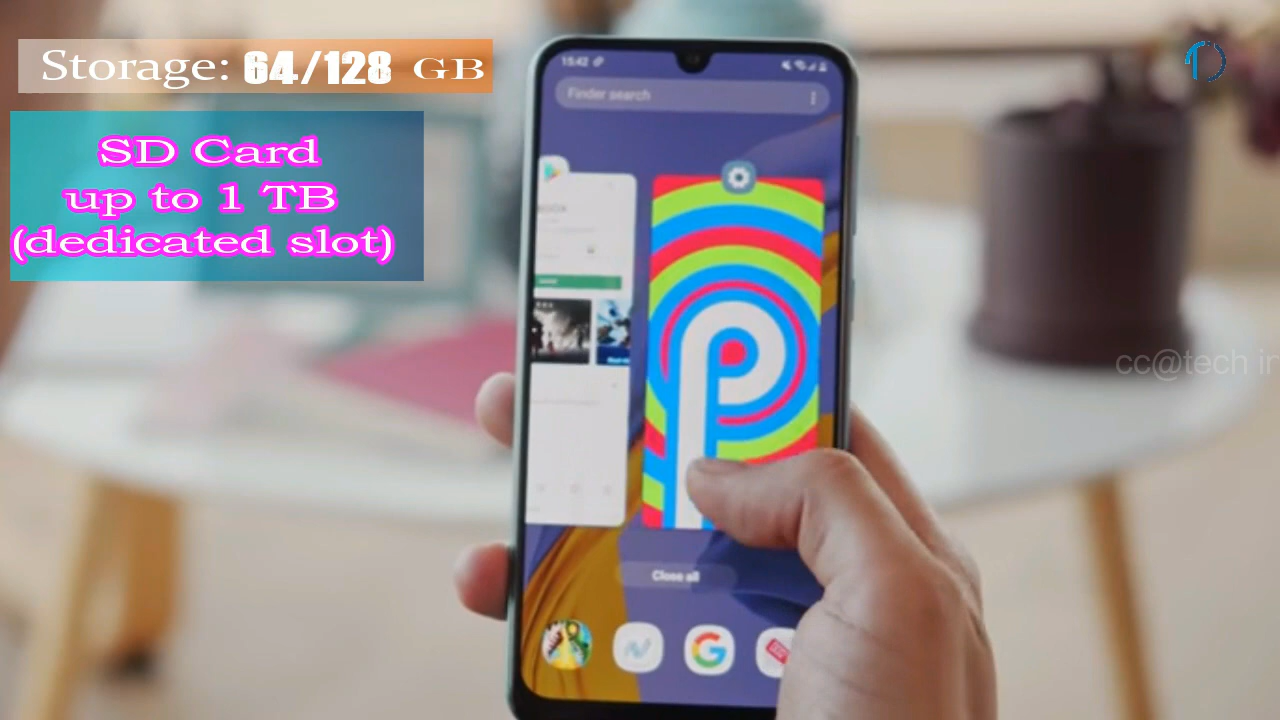 Storage: 64/128 GB
SD Card
up to 1 TB
(dedicated slot)
15:42
Finder search
Close all
cc@tech in